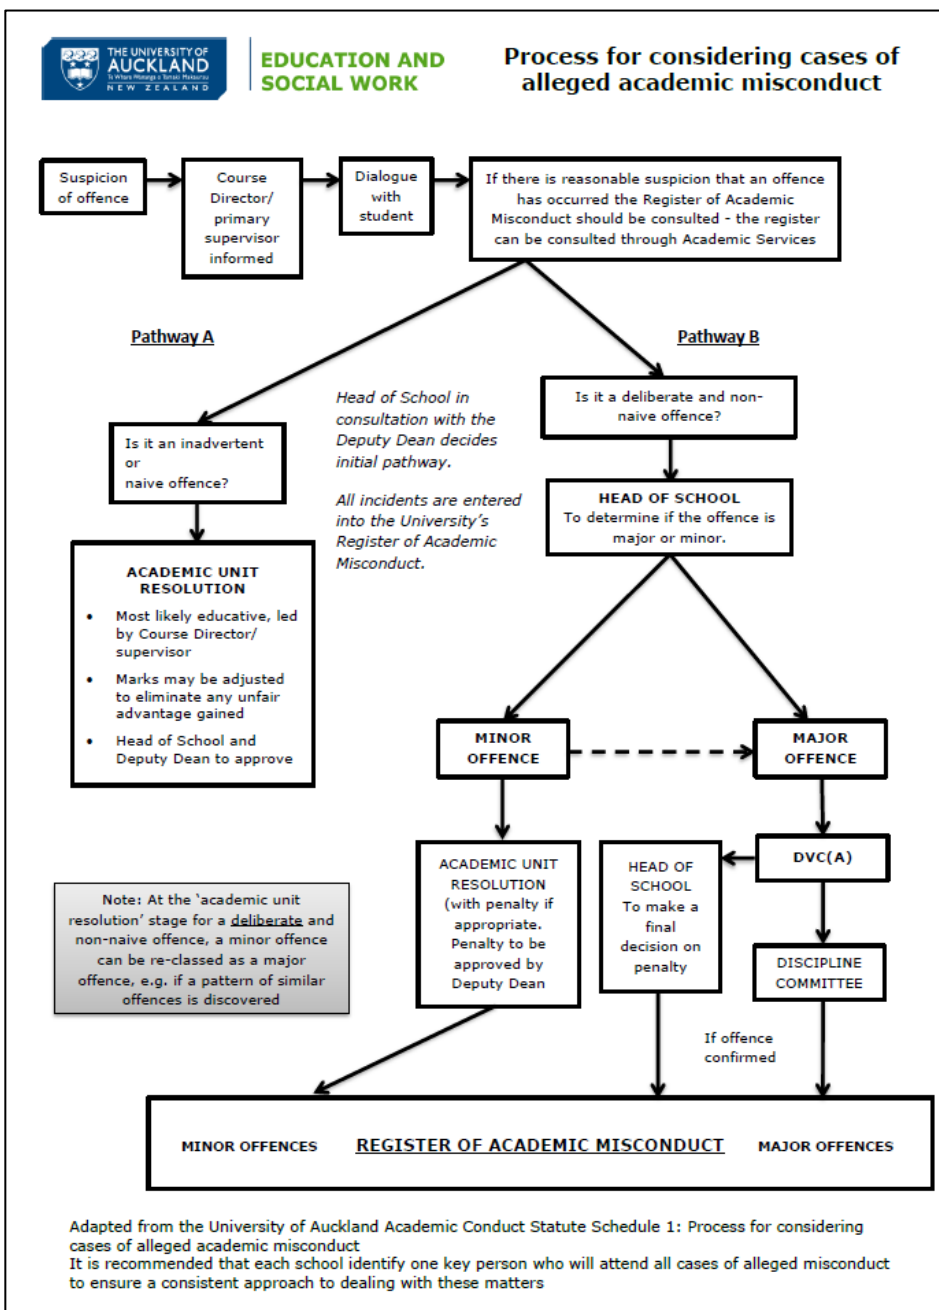 THE UNIVERSITY OF
AUCKLAND
Te Whare Wānanga o Tāmaki Makaurau
NEW ZEALAND
EDUCATION AND
SOCIAL WORK
Process for considering cases of
alleged academic misconduct
Suspicion
of offence
Course
Director/
primary
supervisor
informed
Dialogue
with
student
If there is reasonable suspicion that an offence
has occurred the Register of Academic
Misconduct should be consulted - the register
can be consulted through Academic Services
Pathway A
Pathway B
Head of School in
consultation with the
Deputy Dean decides
initial pathway.
All incidents are entered
into the University's
Register of Academic
Misconduct.
Is it a deliberate and non-
naive offence?
Is it an inadvertent
or
naive offence?
HEAD OF SCHOOL
To determine if the offence is
major or minor.
ACADEMIC UNIT
RESOLUTION
• Most likely educative, led
by Course Director/
supervisor
• Marks may be adjusted
to eliminate any unfair
advantage gained
• Head of School and
Deputy Dean to approve
MINOR
OFFENCE
MAJOR
OFFENCE
ACADEMIC UNIT
RESOLUTION
(with penalty if
appropriate.
Penalty to be
approved by
Deputy Dean
HEAD OF
SCHOOL
To make a
final
decision on
penalty
DVC(A)
DISCIPLINE
COMMITTEE
Note: At the 'academic unit
resolution' stage for a deliberate and
non-naive offence, a minor offence
can be re-classed as a major
offence, e.g. if a pattern of similar
offences is discovered
If offence
confirmed
MINOR OFFENCES REGISTER OF ACADEMIC MISCONDUCT MAJOR OFFENCES
Adapted from the University of Auckland Academic Conduct Statute Schedule 1: Process for considering
cases of alleged academic misconduct
It is recommended that each school identify one key person who will attend all cases of alleged misconduct
to ensure a consistent approach to dealing with these matters